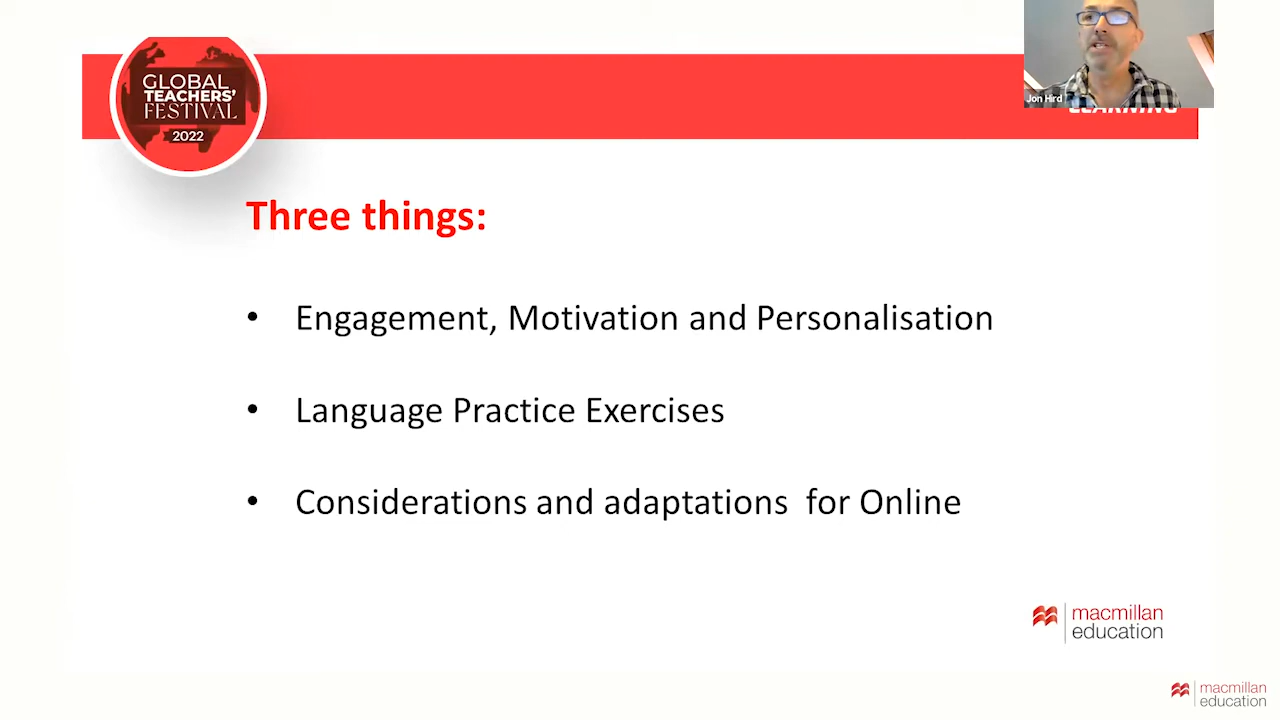 GLOBAL
TEACHERS'
FESTIVAL
2022
Jon Hird
Three things:
• Engagement, Motivation and Personalisation
• Language Practice Exercises
• Considerations and adaptations  for Online
macmillan
education
macmillan
education